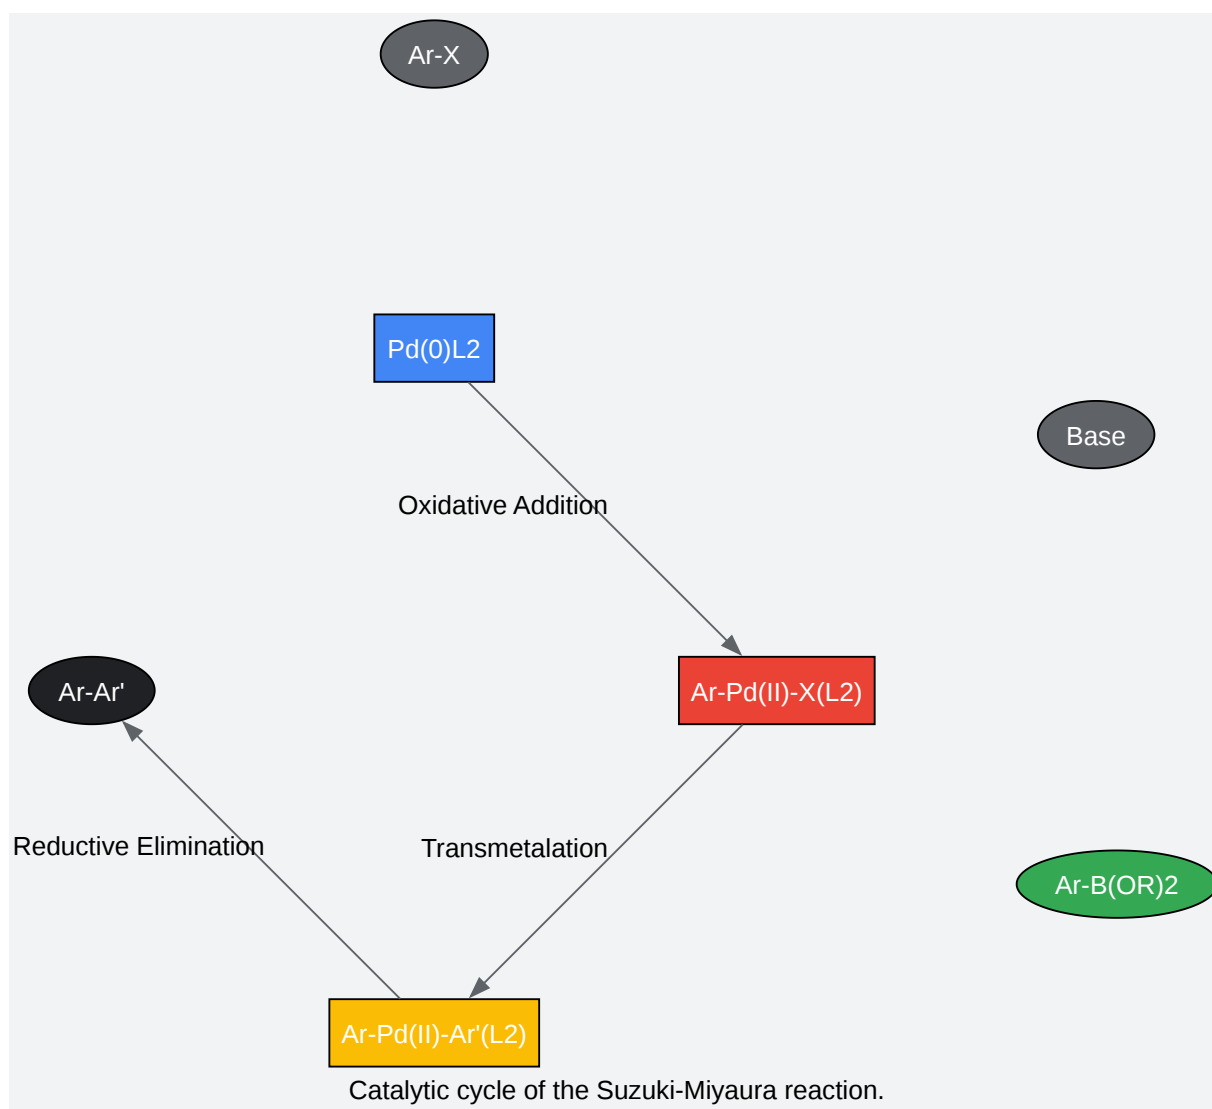 Ar-X
Pd(0)L2
Base
Oxidative Addition
Ar-Ar'
Ar-Pd(II)-X(L2)
Reductive Elimination
Transmetalation
Ar-B(OR)2
Ar-Pd(II)-Ar'(L2)
Catalytic cycle of the Suzuki-Miyaura reaction.